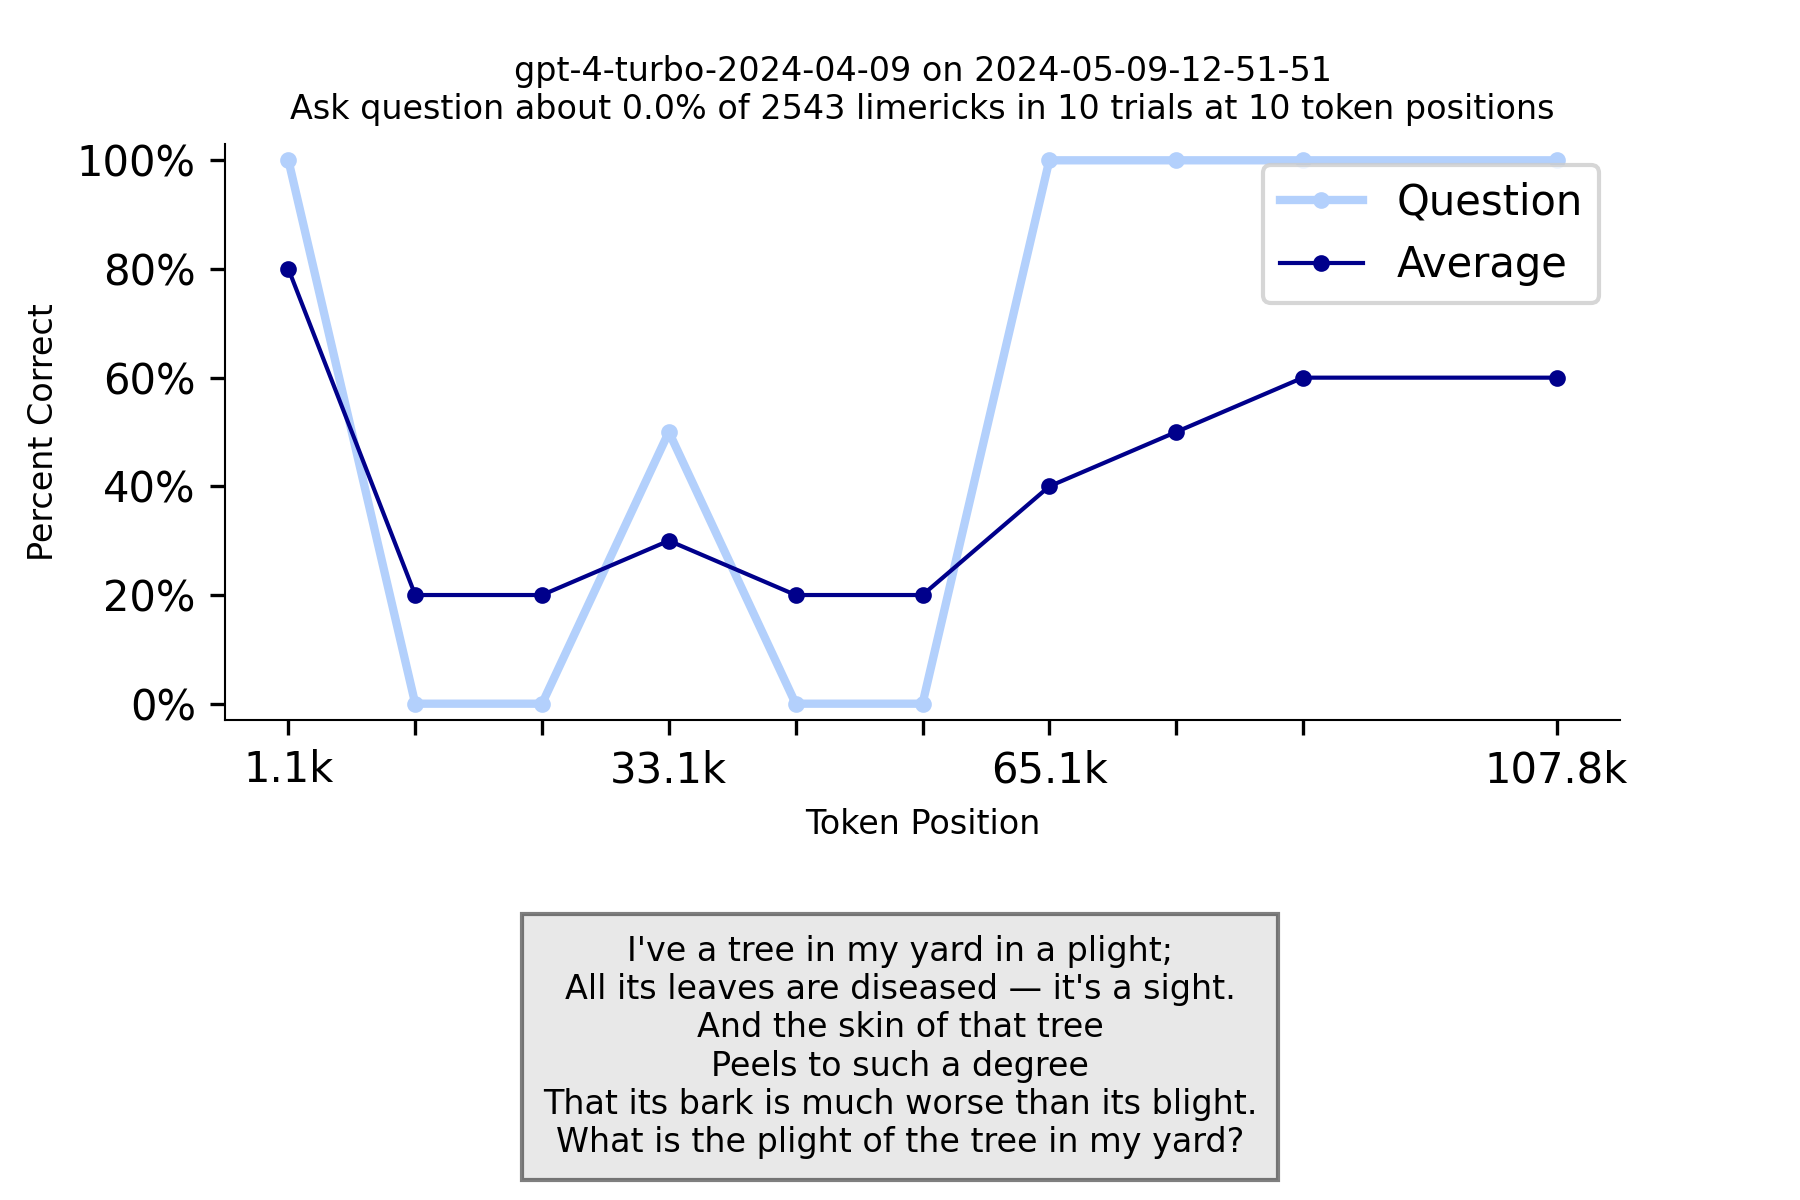 gpt-4-turbo-2024-04-09 on 2024-05-09-12-51-51
Ask question about 0.0% of 2543 limericks in 10 trials at 10 token positions
100%
80%
60%
40%
20%
0%
Percent Correct
Question
Average
1.1k
33.1k
65.1k
107.8k
Token Position
I've a tree in my yard in a plight;
All its leaves are diseased — it's a sight.
And the skin of that tree
Peels to such a degree
That its bark is much worse than its blight.
What is the plight of the tree in my yard?